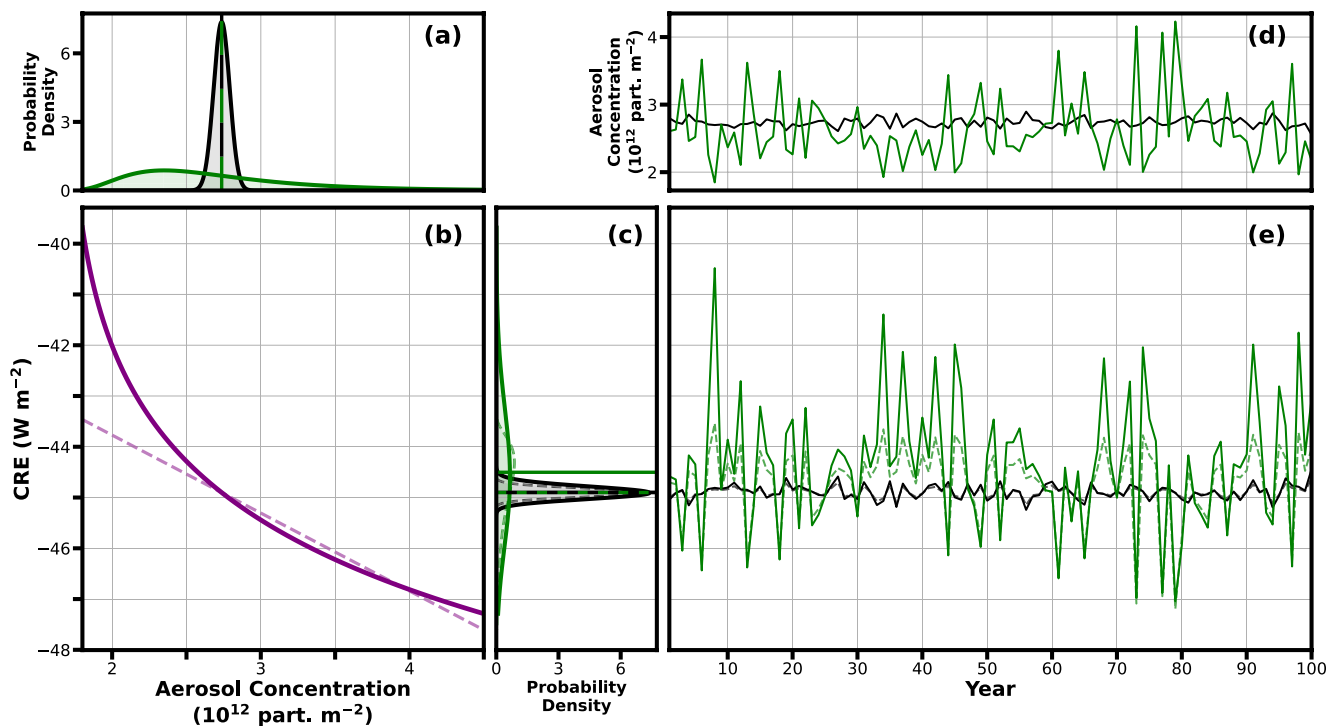 (a)
6
3
0
Probability
Density
(d)
4
3
2
Aerosol
Concentration
(10¹² part. m⁻²)
(b)
−40
−42
−44
−46
−48
CRE (W m⁻²)
2
3
4
Aerosol Concentration
(10¹² part. m⁻²)
(c)
0
3
6
Probability
Density
(e)
10
20
30
40
50
60
70
80
90
100
Year